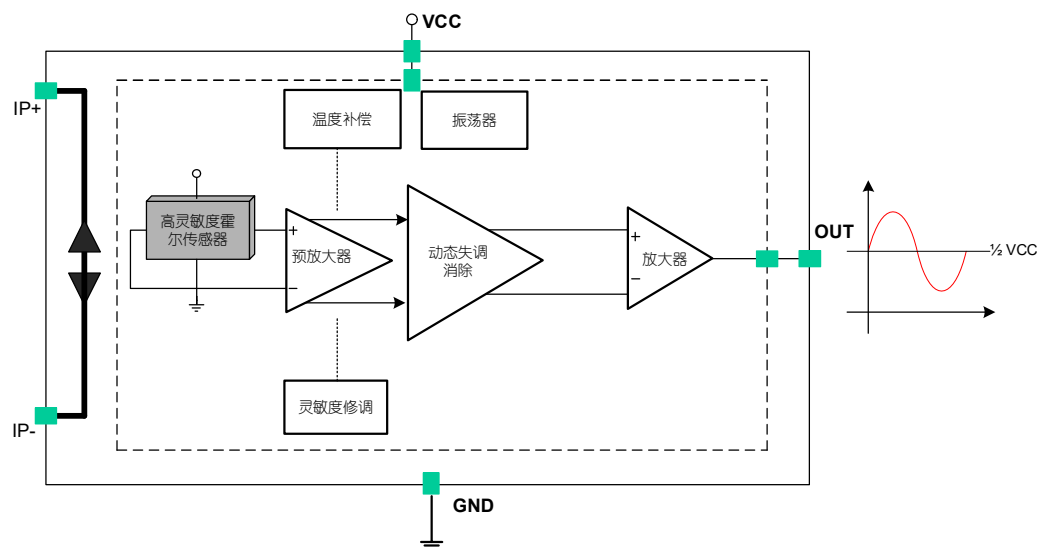 VCC
IP+
温度补偿
振荡器
高灵敏度霍
尔传感器
+
−
预放大器
动态失调
消除
+
−
放大器
OUT
½ VCC
灵敏度修调
IP-
GND